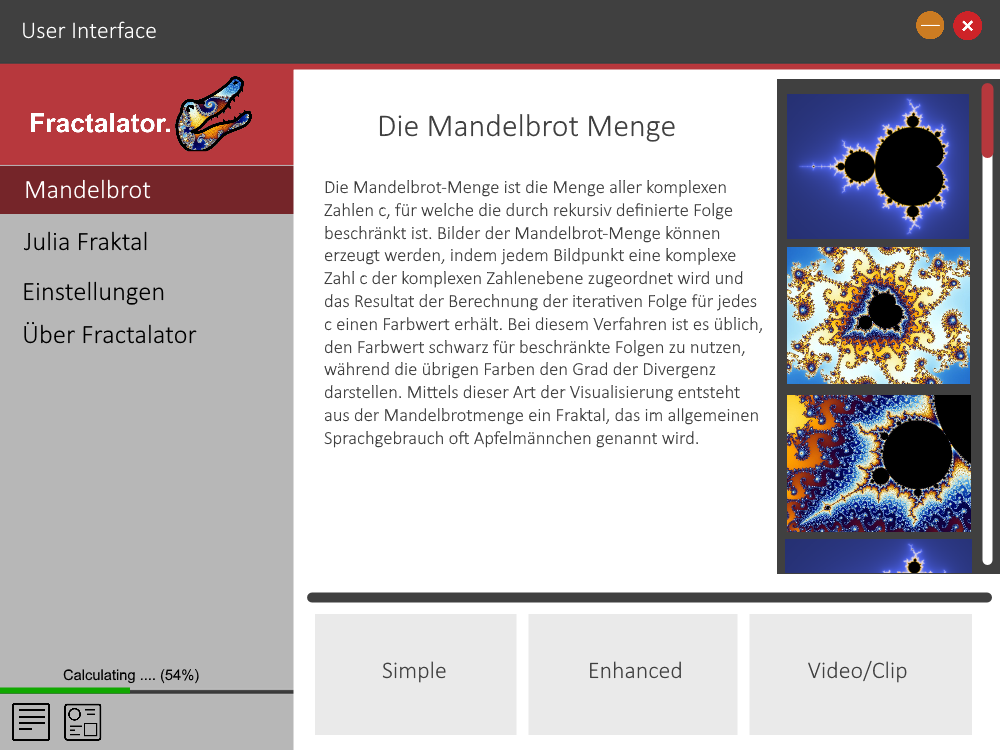 User Interface
Fractalator.
Mandelbrot
Julia Fraktal
Einstellungen
Über Fractalator
Calculating .... (54%)
Die Mandelbrot Menge
Die Mandelbrot-Menge ist die Menge aller komplexen
Zahlen c, für welche die durch rekursiv definierte Folge
beschränkt ist. Bilder der Mandelbrot-Menge können
erzeugt werden, indem jedem Bildpunkt eine komplexe
Zahl c der komplexen Zahlenebene zugeordnet wird und
das Resultat der Berechnung der iterativen Folge für jedes
c einen Farbwert erhält. Bei diesem Verfahren ist es üblich,
den Farbwert schwarz für beschränkte Folgen zu nutzen,
während die übrigen Farben den Grad der Divergenz
darstellen. Mittels dieser Art der Visualisierung entsteht
aus der Mandelbrotmenge ein Fraktal, das im allgemeinen
Sprachgebrauch oft Apfelmännchen genannt wird.
Simple
Enhanced
Video/Clip